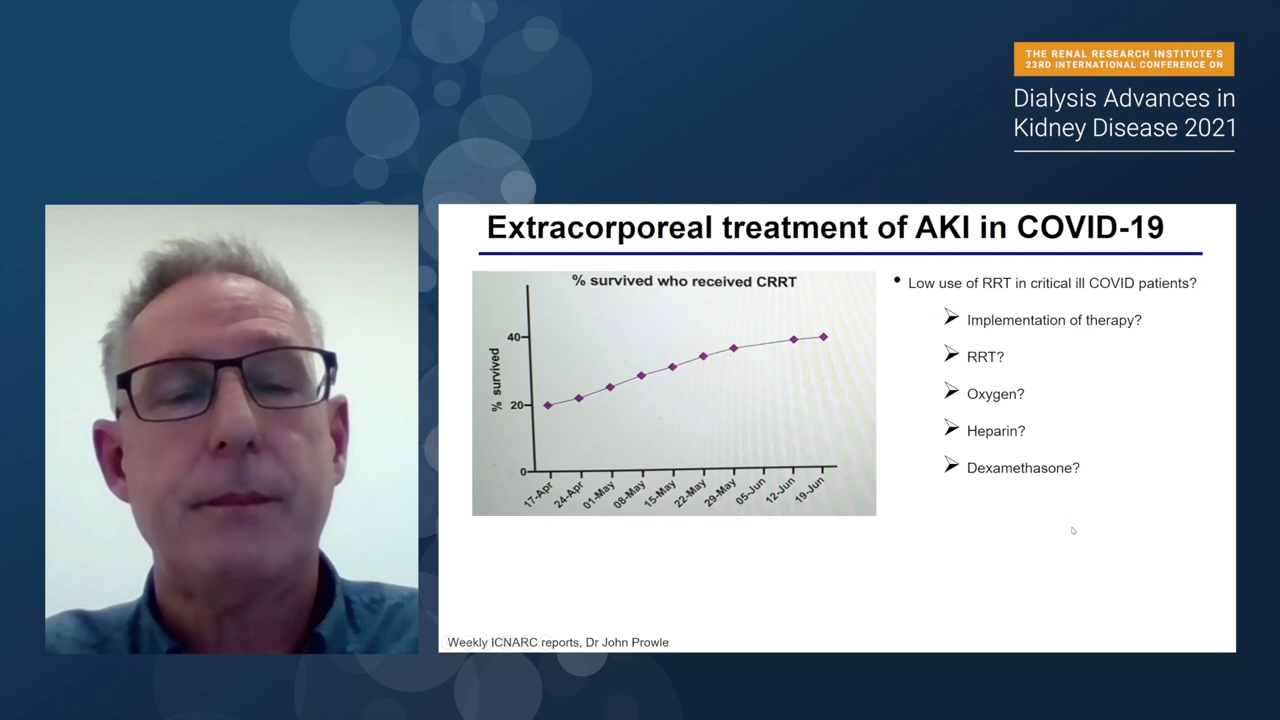 THE RENAL RESEARCH INSTITUTE'S
23RD INTERNATIONAL CONFERENCE ON
Dialysis Advances in
Kidney Disease 2021
Extracorporeal treatment of AKI in COVID-19
% survived who received CRRT
% survived
40
20
0
17-Apr
24-Apr
01-May
08-May
15-May
22-May
29-May
05-Jun
12-Jun
19-Jun
• Low use of RRT in critical ill COVID patients?
➢ Implementation of therapy?
➢ RRT?
➢ Oxygen?
➢ Heparin?
➢ Dexamethasone?
Weekly ICNARC reports, Dr John Prowle